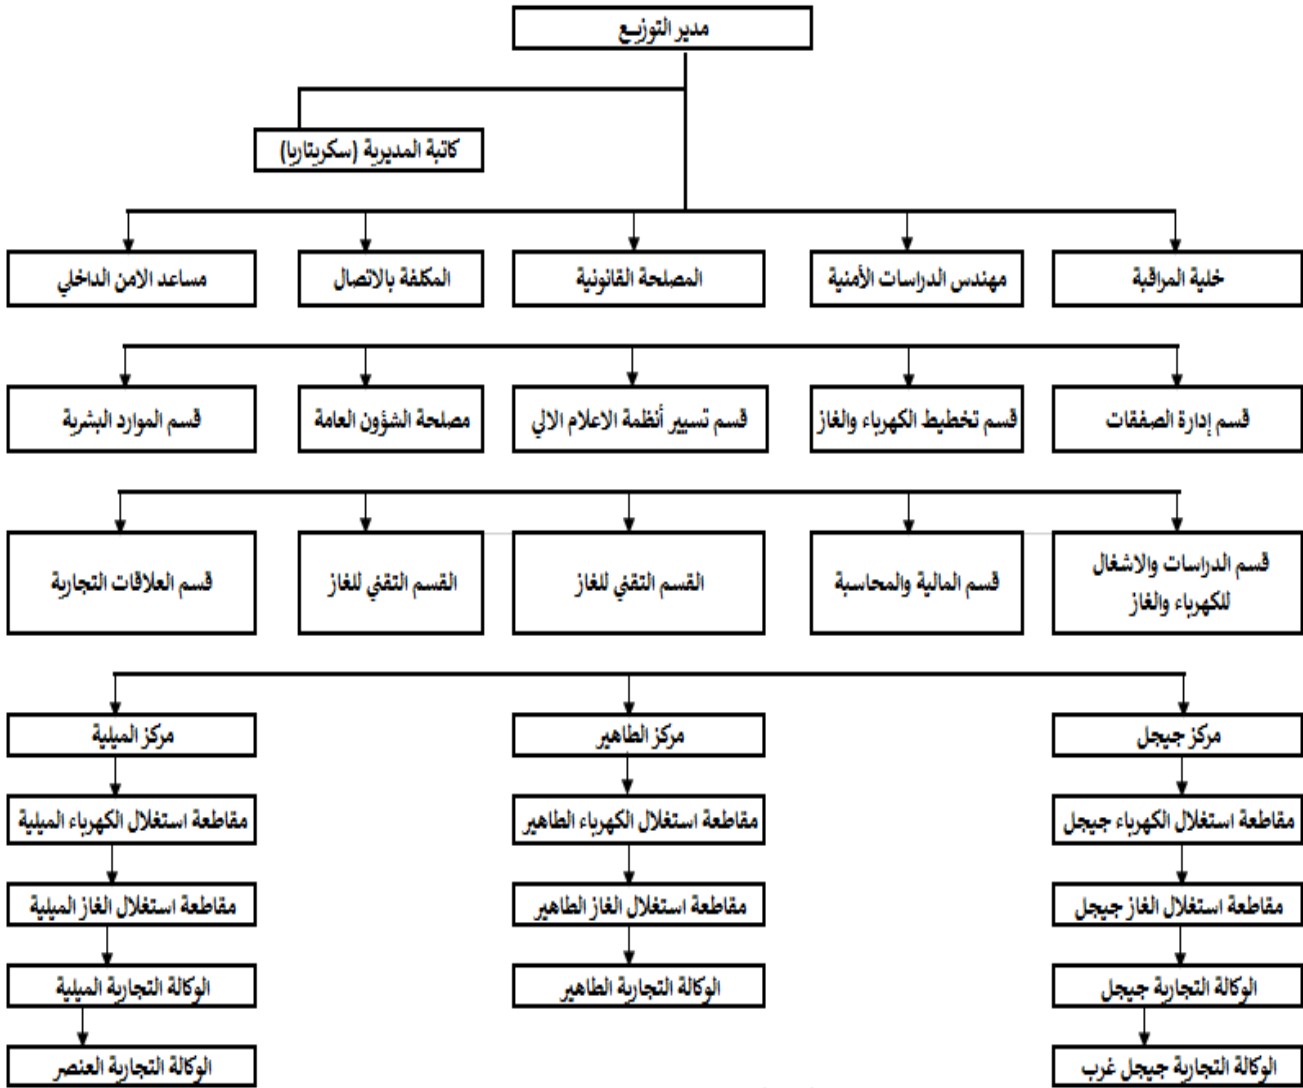 مدير التوزيع
كاتبة المديرية (سكريتاريا)
خلية المراقبة
مهندس الدراسات الأمنية
المصلحة القانونية
المكلفة بالاتصال
مساعد الامن الداخلي
قسم إدارة الصفقات
قسم تخطيط الكهرباء والغاز
قسم تسيير أنظمة الاعلام الالي
مصلحة الشؤون العامة
قسم الموارد البشرية
قسم الدراسات والاشغال
للكهرباء والغاز
قسم المالية والمحاسبة
القسم التقني للغاز
القسم التقني للغاز
قسم العلاقات التجارية
مركز جيجل
مركز الطاهير
مركز الميلية
مقاطعة استغلال الكهرباء جيجل
مقاطعة استغلال الكهرباء الطاهير
مقاطعة استغلال الكهرباء الميلية
مقاطعة استغلال الغاز جيجل
مقاطعة استغلال الغاز الطاهير
مقاطعة استغلال الغاز الميلية
الوكالة التجارية جيجل
الوكالة التجارية الطاهير
الوكالة التجارية الميلية
الوكالة التجارية جيجل غرب
الوكالة التجارية العنصر